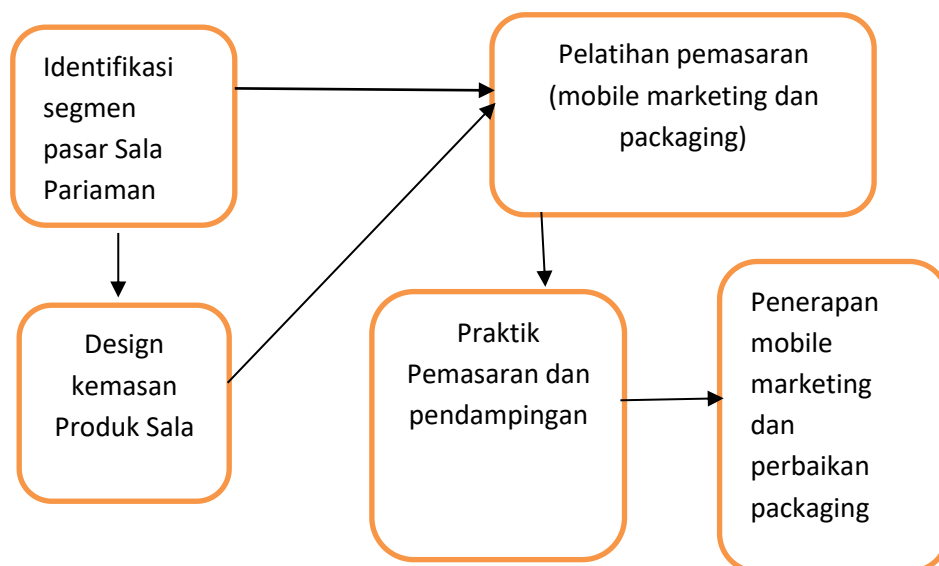 Identifikasi
segmen
pasar Sala
Pariaman
Pelatihan pemasaran
(mobile marketing dan
packaging)
Design
kemasan
Produk Sala
Praktik
Pemasaran dan
pendampingan
Penerapan
mobile
marketing
dan
perbaikan
packaging